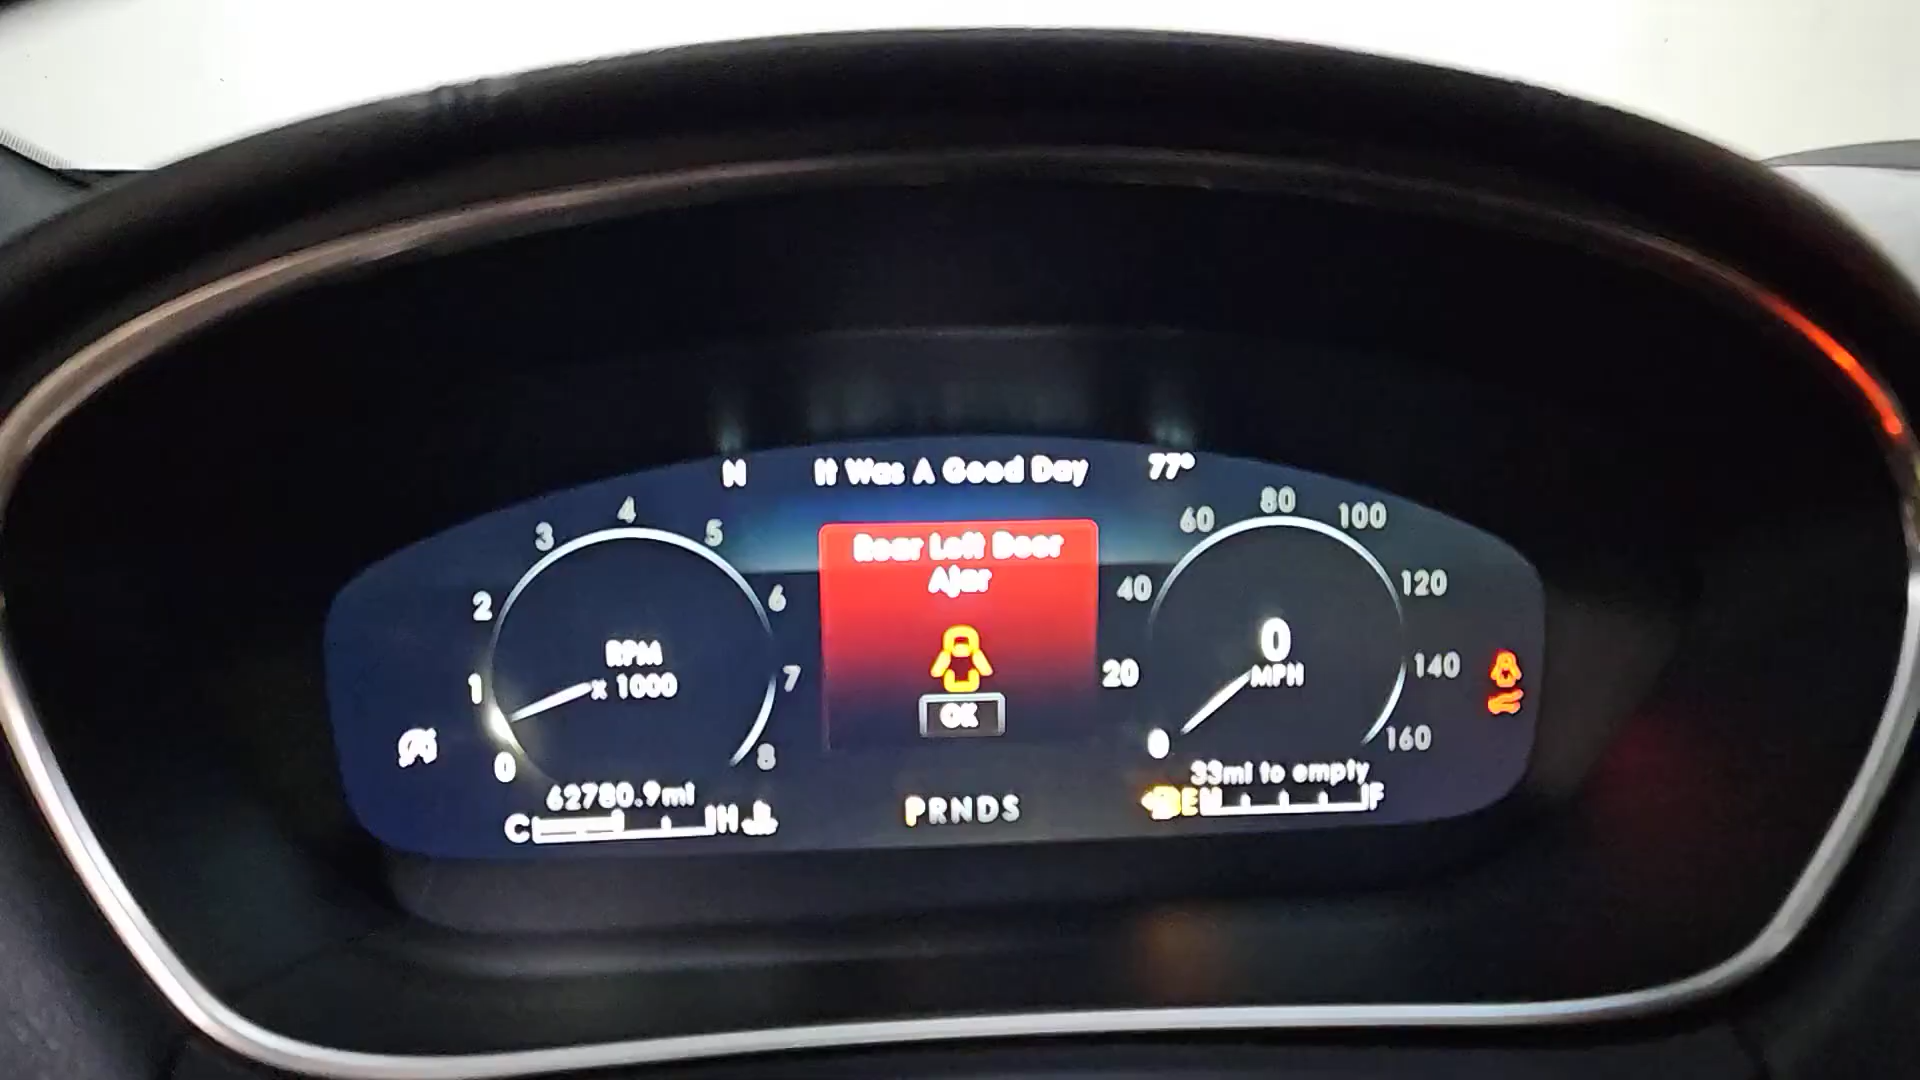 N It Was A Good Day 77°
Rear Left Door
Ajar
OK
0 1 2 3 4 5 6 7 8
RPM
x 1000
0 20 40 60 80 100 120 140 160
0
MPH
62780.9mi
C H
PRNDS
33mi to empty
E F